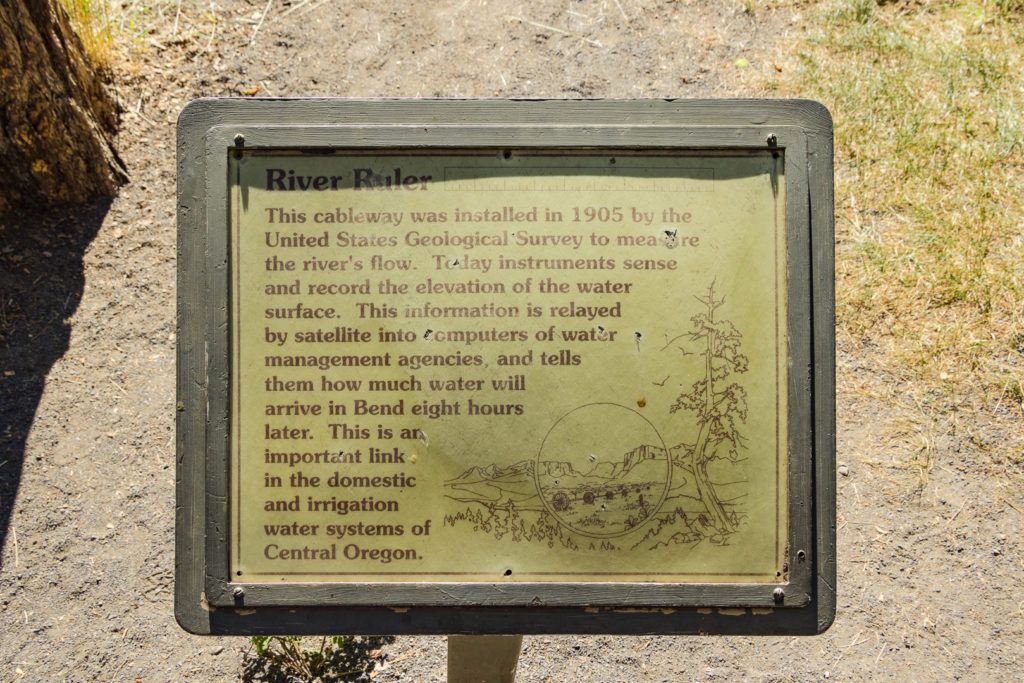 River Ruler
This cableway was installed in 1905 by the
United States Geological Survey to measure
the river's flow. Today instruments sense
and record the elevation of the water
surface. This information is relayed
by satellite into computers of water
management agencies, and tells
them how much water will
arrive in Bend eight hours
later. This is an
important link
in the domestic
and irrigation
water systems of
Central Oregon.